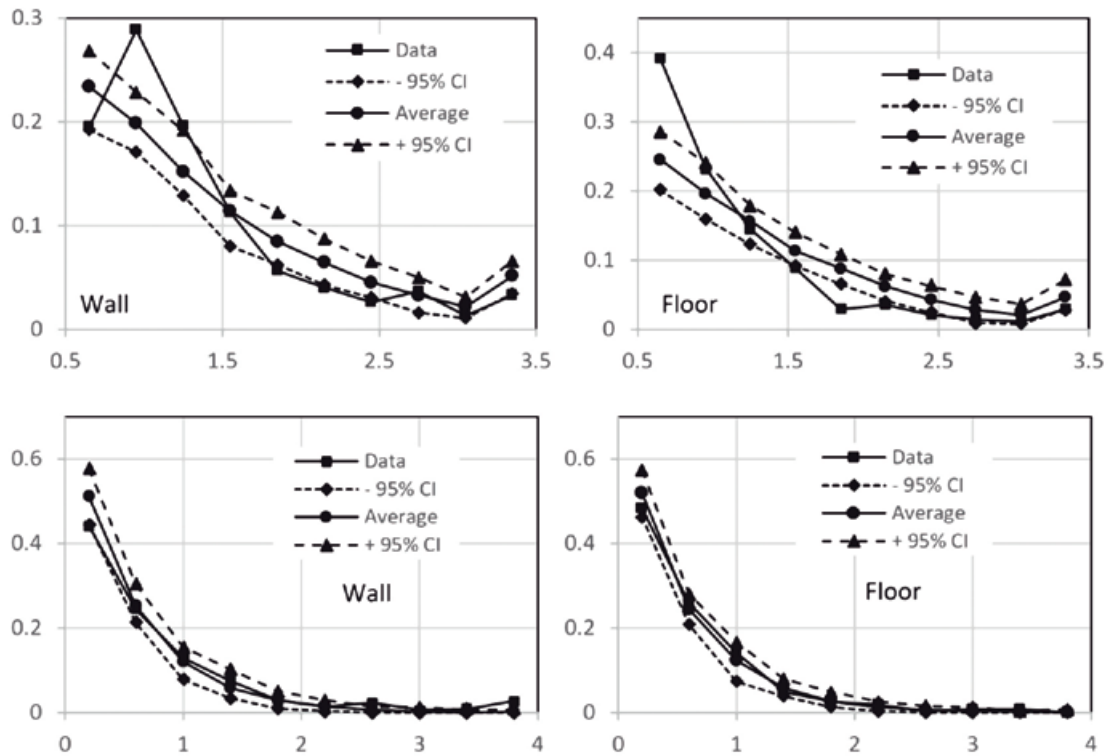 0.3
0.2
0.1
0
0.5
1.5
2.5
3.5
Data
- 95% CI
Average
+ 95% CI
Wall
0.4
0.3
0.2
0.1
0
0.5
1.5
2.5
3.5
Data
- 95% CI
Average
+ 95% CI
Floor
0.6
0.4
0.2
0
0
1
2
3
4
Data
- 95% CI
Average
+ 95% CI
Wall
0.6
0.4
0.2
0
0
1
2
3
4
Data
- 95% CI
Average
+ 95% CI
Floor